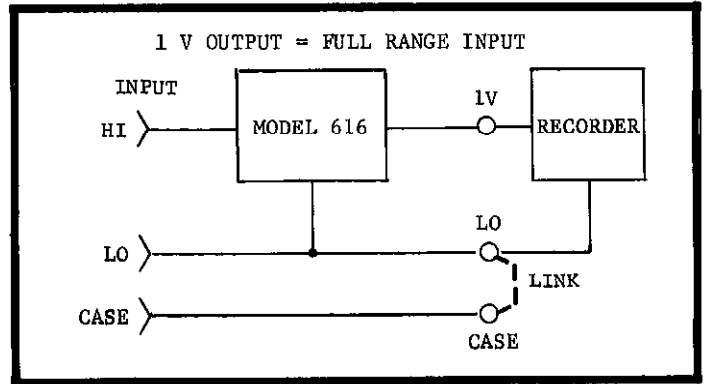 1 V OUTPUT = FULL RANGE INPUT
INPUT
HI
MODEL 616
1V
RECORDER
LO
LO
LINK
CASE
CASE